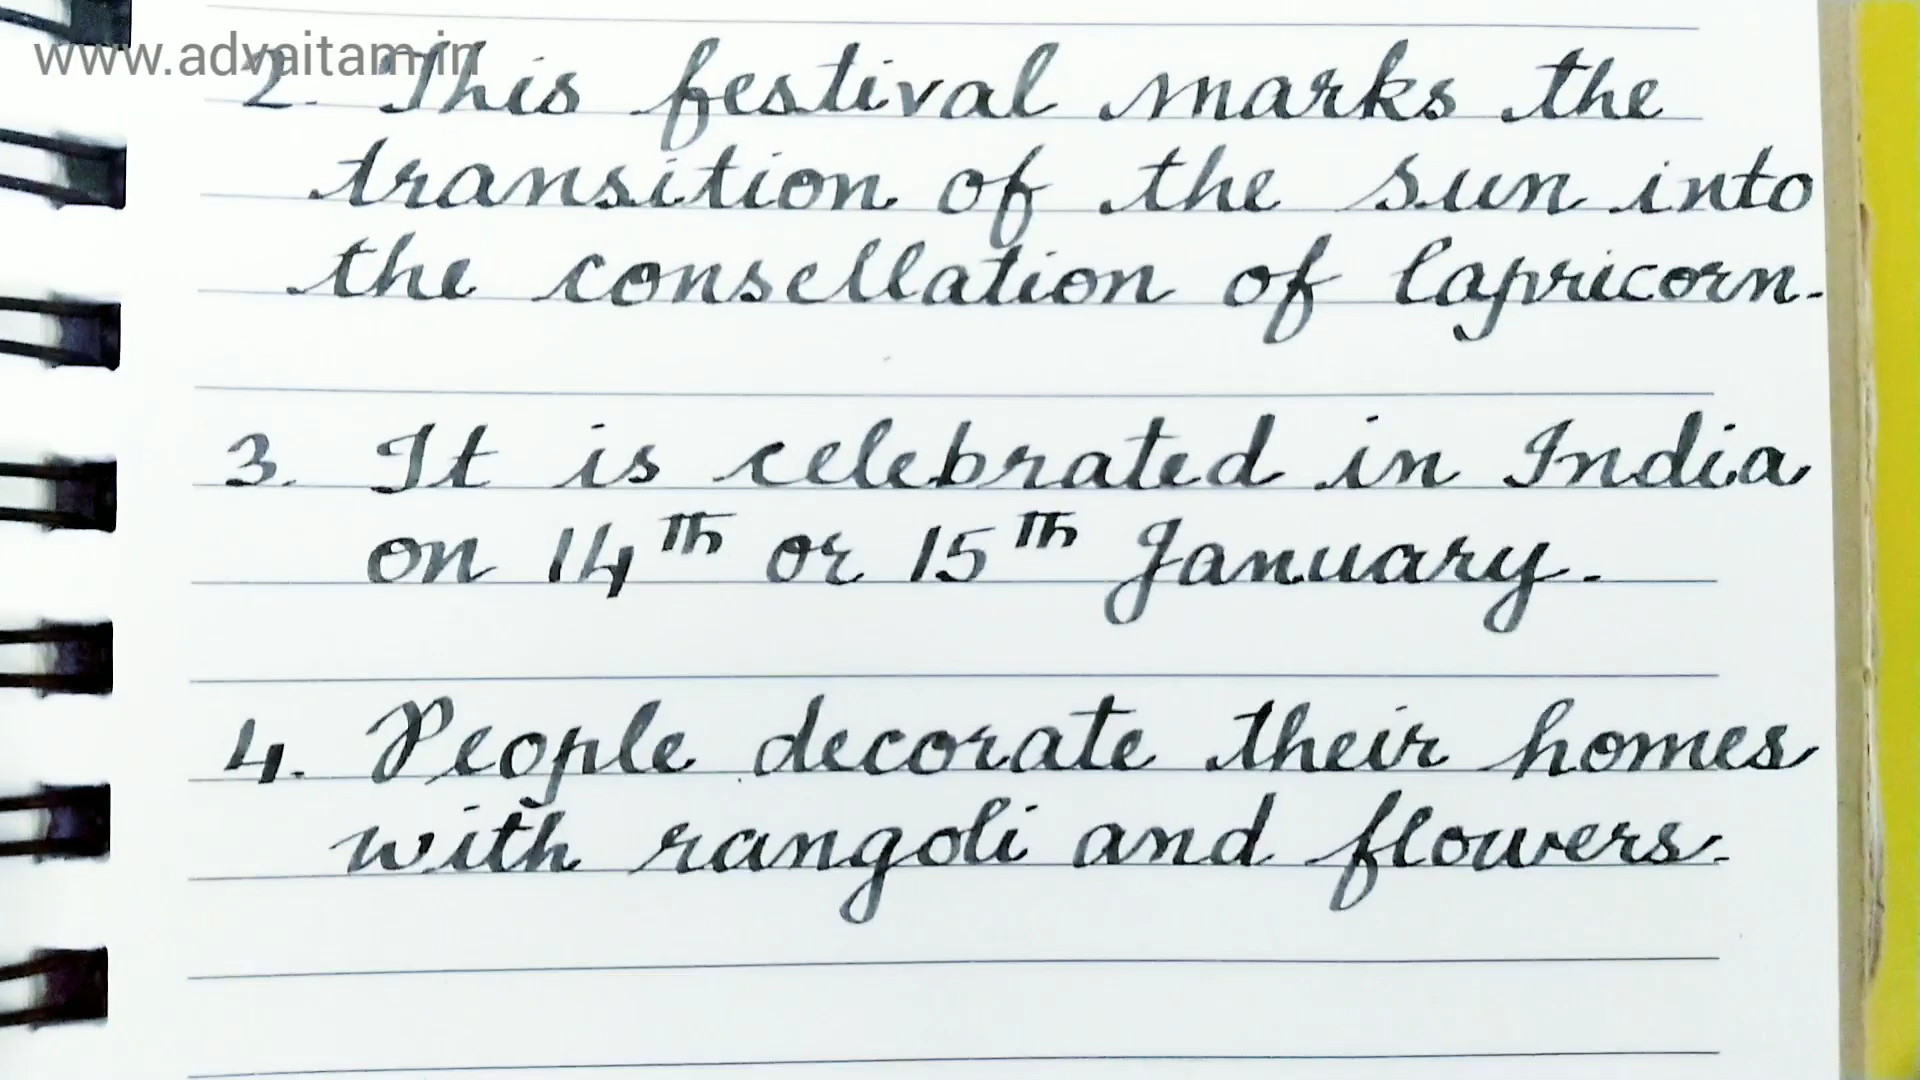 www.advaitam.in
2. This festival marks the
transition of the sun into
the consellation of Capricorn.
3. It is celebrated in India
on 14th or 15th January.
4. People decorate their homes
with rangoli and flowers.